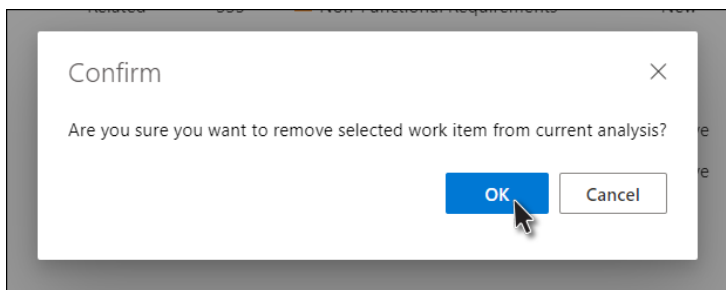 Confirm
Are you sure you want to remove selected work item from current analysis?
OK
Cancel